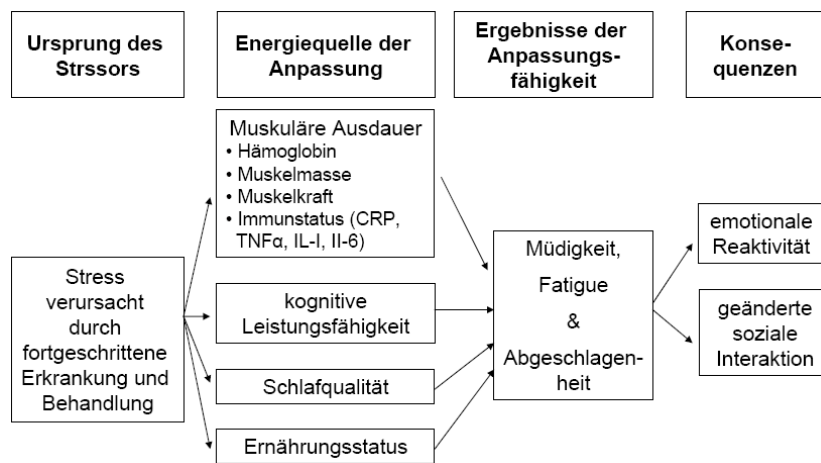 Ursprung des
Strssors
Energiequelle der
Anpassung
Ergebnisse der
Anpassungs-
fähigkeit
Konse-
quenzen
Stress
verursacht
durch
fortgeschrittene
Erkrankung und
Behandlung
Muskuläre Ausdauer
• Hämoglobin
• Muskelmasse
• Muskelkraft
• Immunstatus (CRP,
TNFα, IL-I, II-6)
kognitive
Leistungsfähigkeit
Schlafqualität
Ernährungsstatus
Müdigkeit,
Fatigue
&
Abgeschlagen-
heit
emotionale
Reaktivität
geänderte
soziale
Interaktion